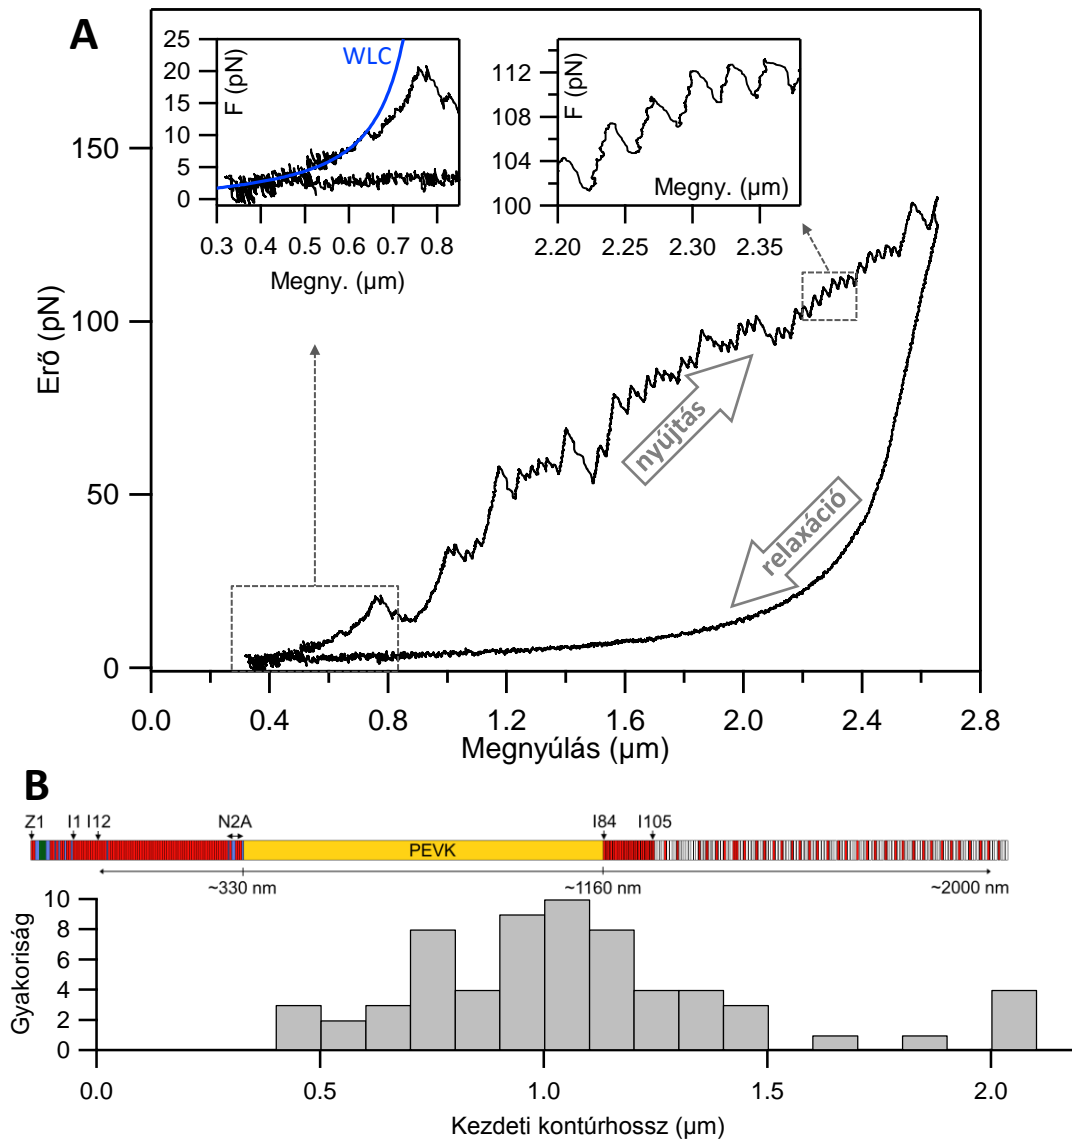 A
25
20
15
10
5
0
F (pN)
WLC
0.3 0.4 0.5 0.6 0.7 0.8
Megny. (µm)
112
108
104
100
F (pN)
Megny. (µm)
2.20 2.25 2.30 2.35
150
100
50
0
Erő (pN)
nyújtás
relaxáció
0.0 0.4 0.8 1.2 1.6 2.0 2.4 2.8
Megnyúlás (µm)
B
Z1 I1 I12 N2A I84 I105
PEVK
~330 nm ~1160 nm ~2000 nm
10
8
6
4
2
0
Gyakoriság
0.0 0.5 1.0 1.5 2.0
Kezdeti kontúrhossz (µm)